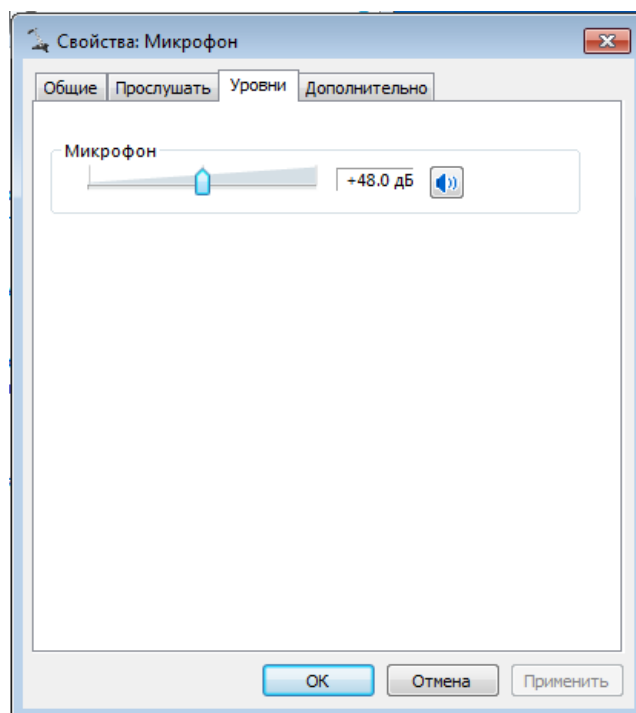 Свойства: Микрофон
Общие Прослушать Уровни Дополнительно
Микрофон
+48.0 дБ
ОК Отмена Применить